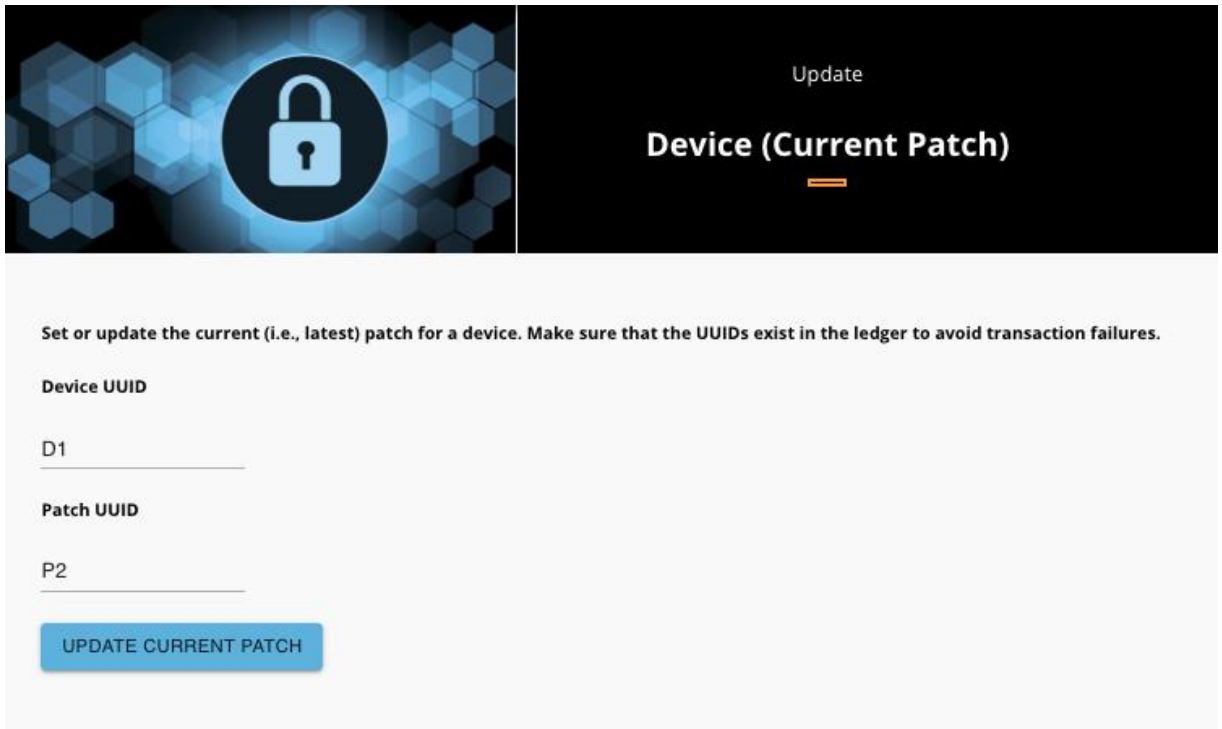 Update
Device (Current Patch)
Set or update the current (i.e., latest) patch for a device. Make sure that the UUIDs exist in the ledger to avoid transaction failures.
Device UUID
D1
Patch UUID
P2
UPDATE CURRENT PATCH